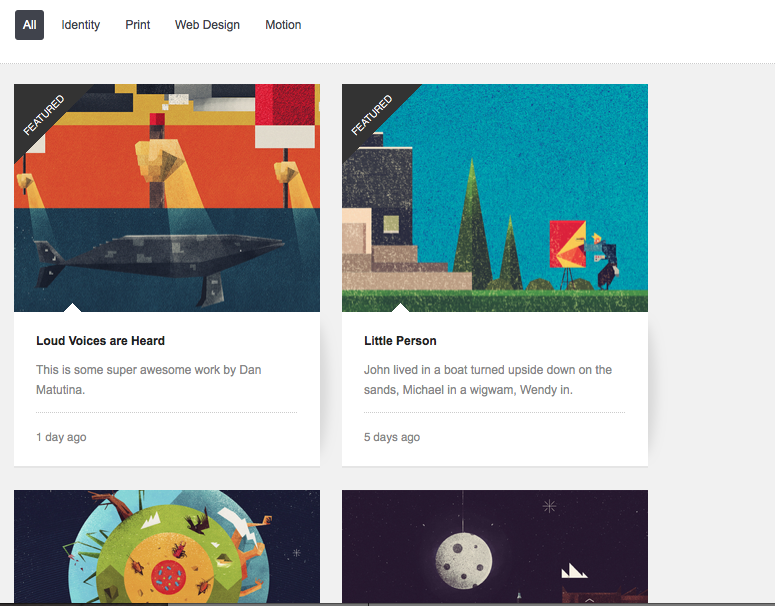 All Identity Print Web Design Motion
FEATURED
Loud Voices are Heard
This is some super awesome work by Dan
Matutina.
1 day ago
FEATURED
Little Person
John lived in a boat turned upside down on the
sands, Michael in a wigwam, Wendy in.
5 days ago